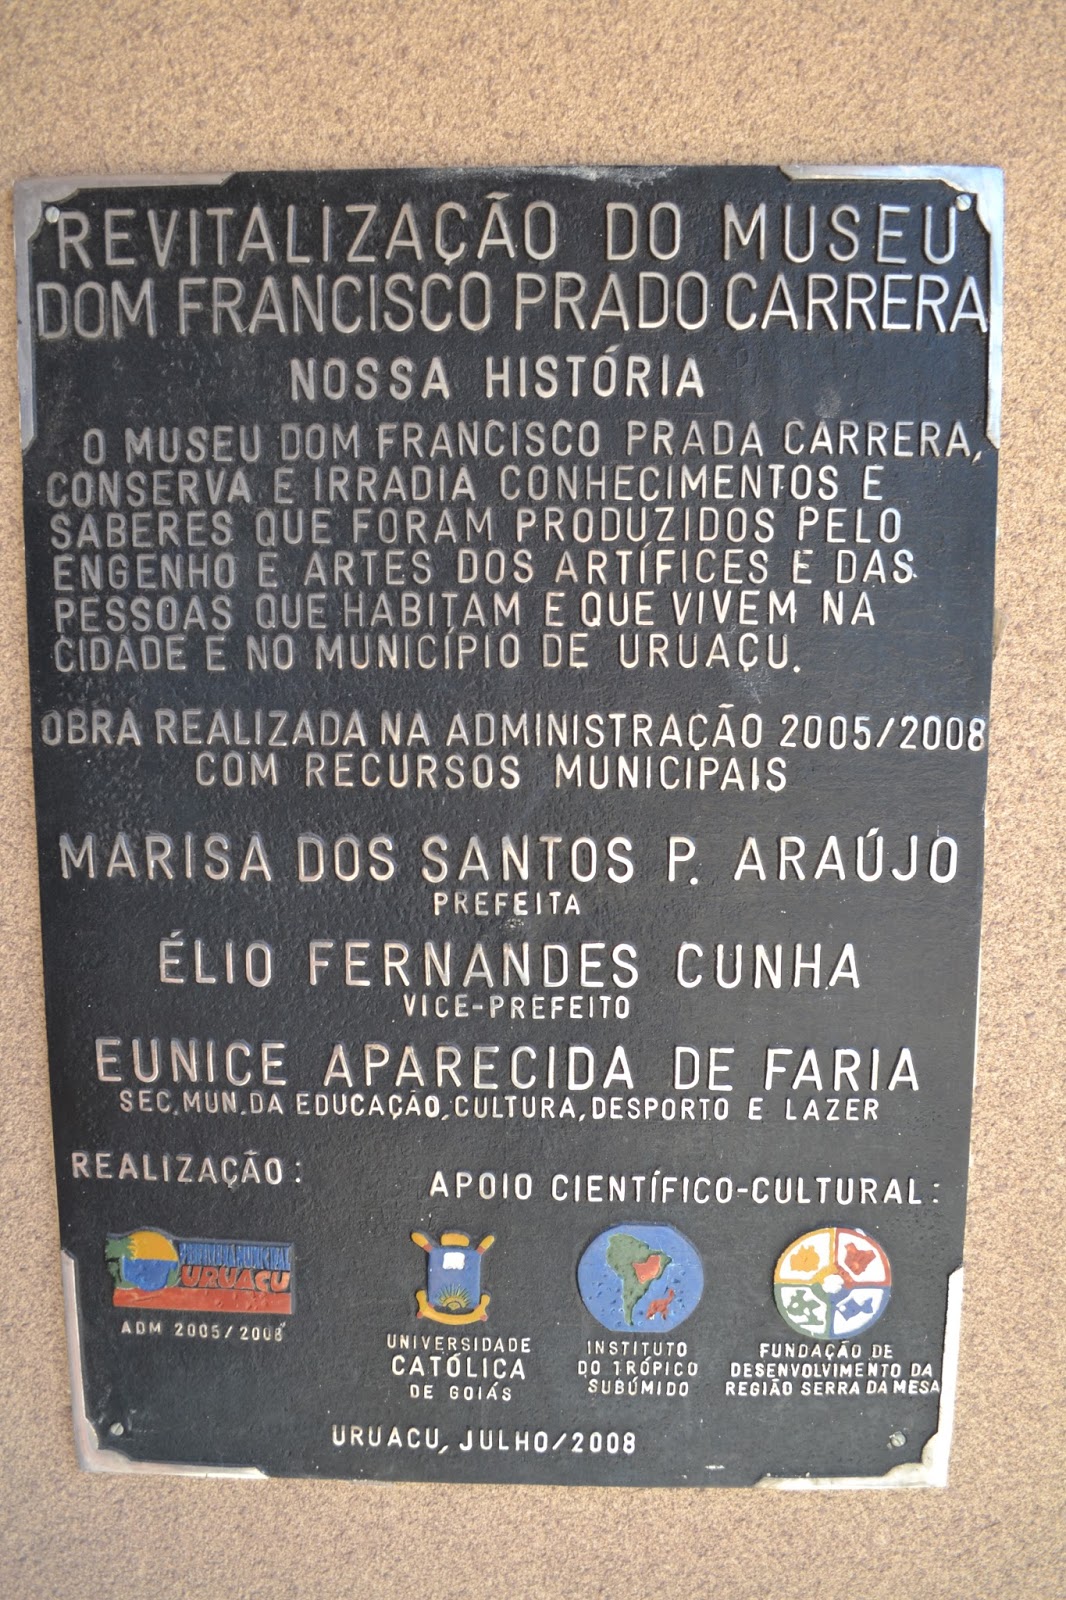 REVITALIZAÇÃO DO MUSEU
DOM FRANCISCO PRADO CARRERA
NOSSA HISTÓRIA
O MUSEU DOM FRANCISCO PRADA CARRERA,
CONSERVA E IRRADIA CONHECIMENTOS E
SABERES QUE FORAM PRODUZIDOS PELO
ENGENHO E ARTES DOS ARTÍFICES E DAS
PESSOAS QUE HABITAM E QUE VIVEM NA
CIDADE E NO MUNICÍPIO DE URUAÇU.
OBRA REALIZADA NA ADMINISTRAÇÃO 2005/2008
COM RECURSOS MUNICIPAIS
MARISA DOS SANTOS P. ARAÚJO
PREFEITA
ÉLIO FERNANDES CUNHA
VICE-PREFEITO
EUNICE APARECIDA DE FARIA
SEC. MUN. DA EDUCAÇÃO, CULTURA, DESPORTO E LAZER
REALIZAÇÃO:
APOIO CIENTÍFICO-CULTURAL:
PREFEITURA MUNICIPAL
URUAÇU
ADM 2005/2008
UNIVERSIDADE
CATÓLICA
DE GOIÁS
INSTITUTO
DO TRÓPICO
SUBÚMIDO
FUNDAÇÃO DE
DESENVOLVIMENTO DA
REGIÃO SERRA DA MESA
URUACU, JULHO/2008